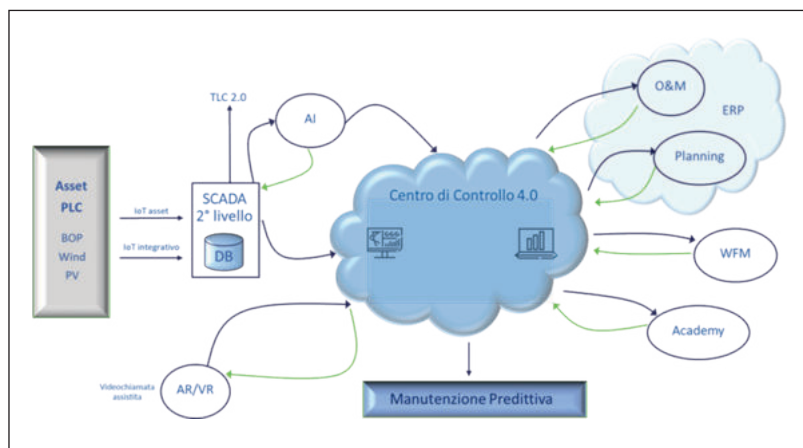 TLC 2.0
AI
O&M
ERP
Planning
Asset
PLC
BOP
Wind
PV
IoT asset
IoT integrativo
SCADA
2° livello
DB
Centro di Controllo 4.0
WFM
Academy
Videochiamata
assistita
AR/VR
Manutenzione Predittiva